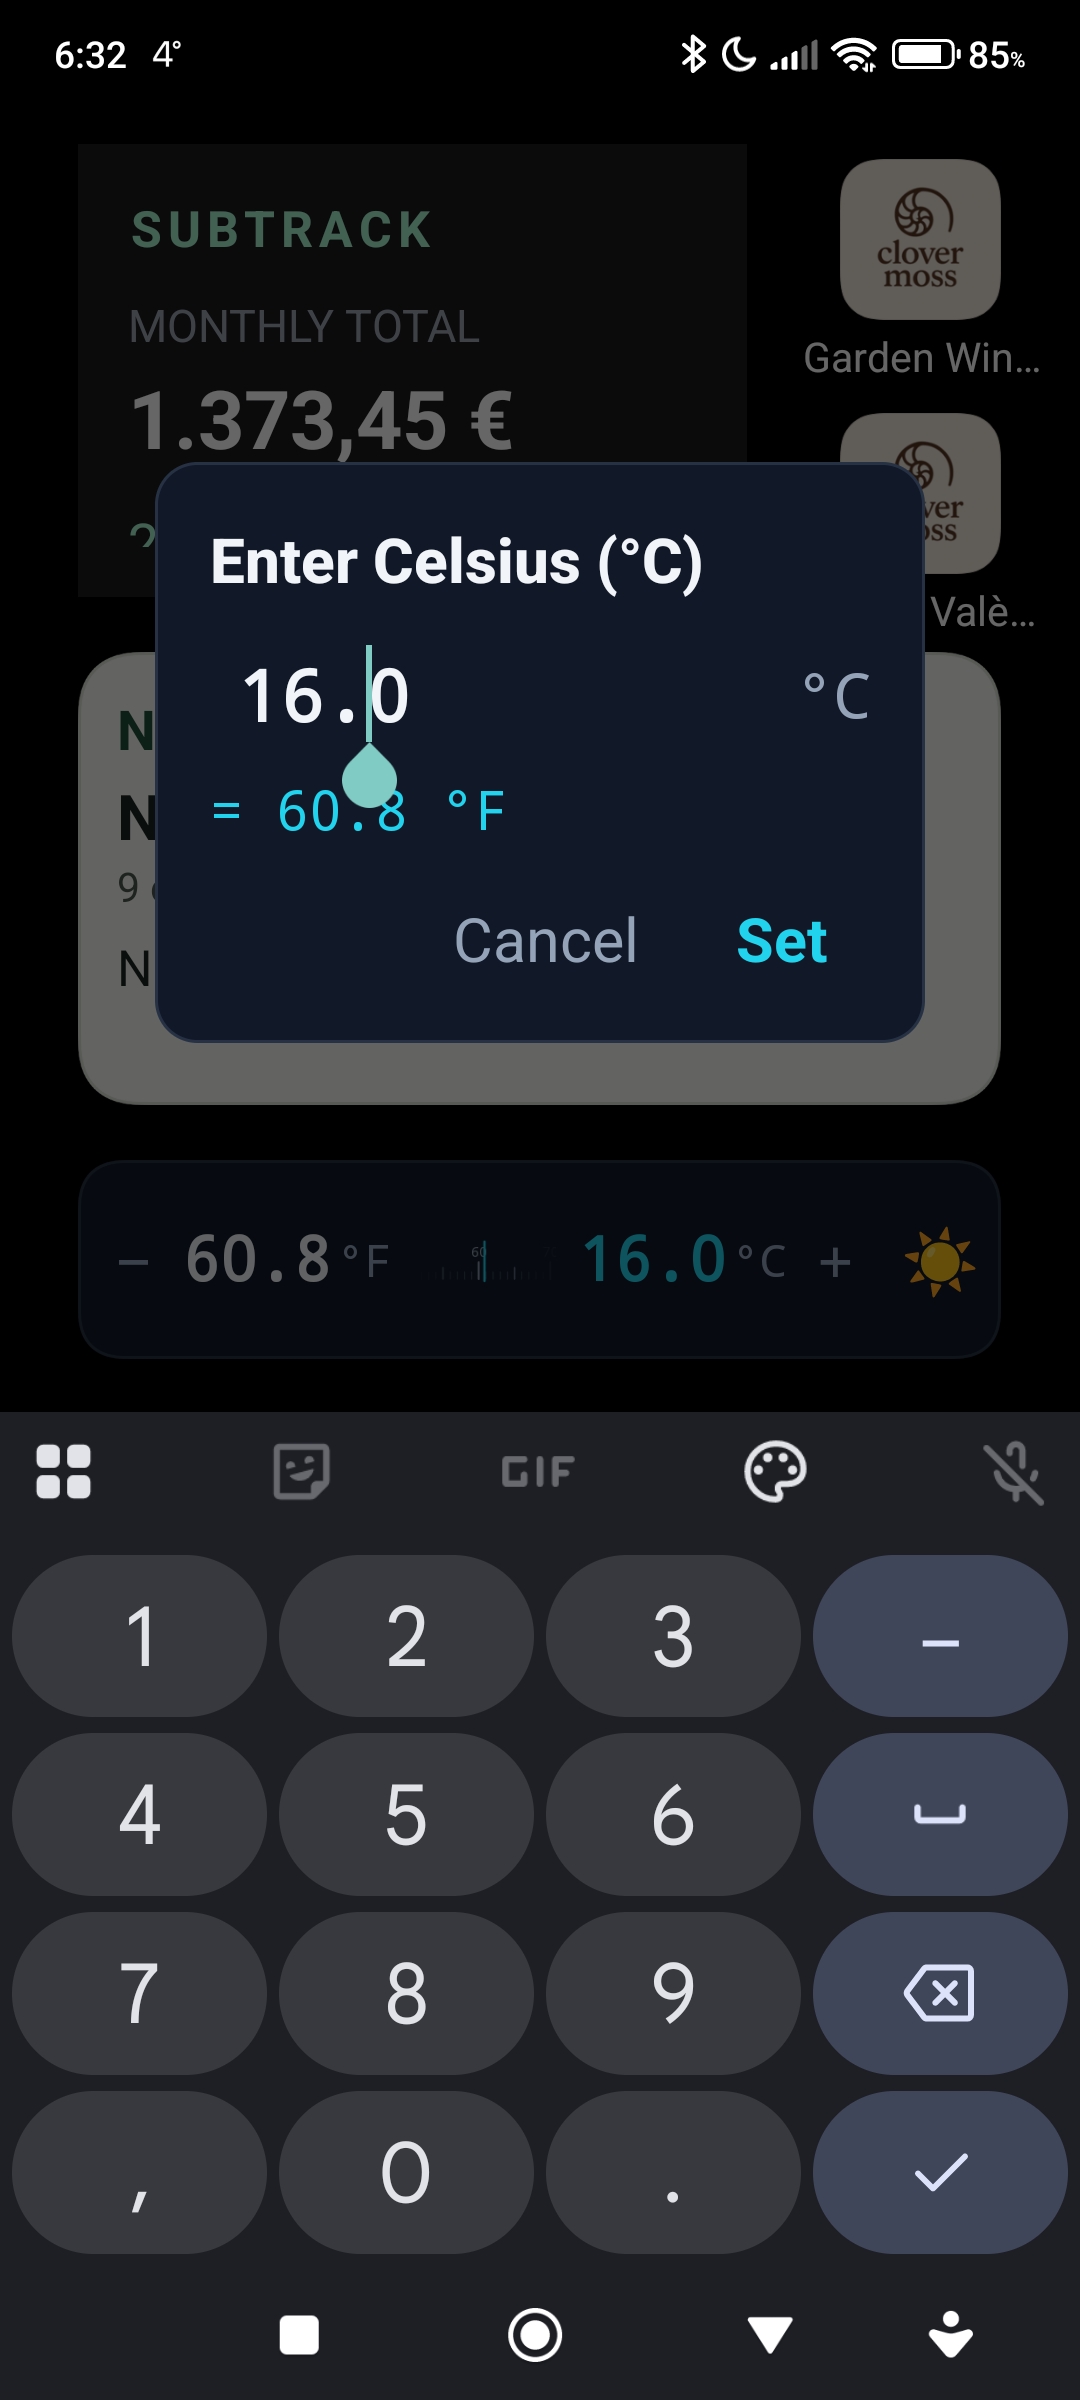 6:32 4° 85%
SUBTRACK
MONTHLY TOTAL
1.373,45 €
clover
moss
Garden Win...
Valè...
Enter Celsius (°C)
16.0 °C
= 60.8 °F
Cancel Set
9
− 60.8 °F 60 16.0 °C +
GIF
1 2 3 −
4 5 6
7 8 9
, 0 .